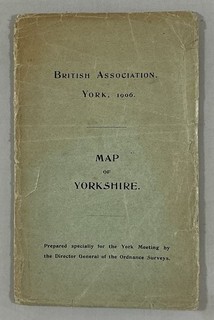 British Association,
York, 1906.
MAP
OF
YORKSHIRE.
Prepared specially for the York Meeting by
the Director General of the Ordnance Surveys.